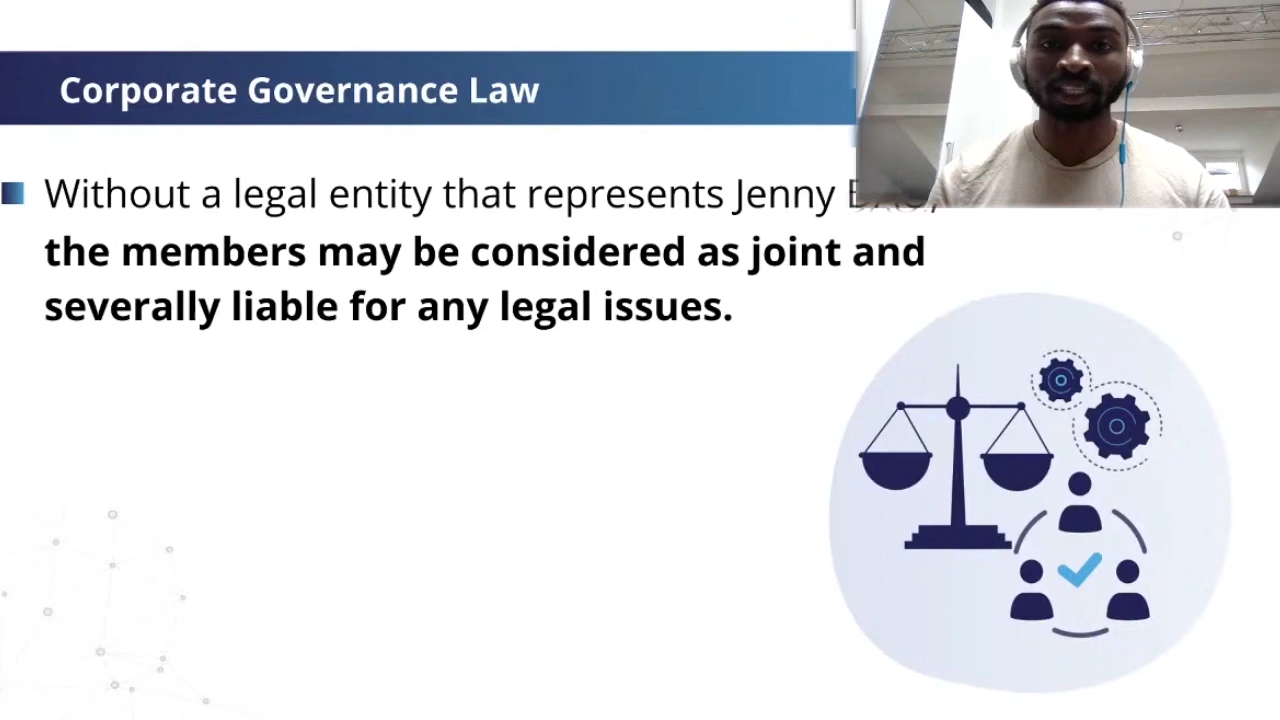 Corporate Governance Law
Without a legal entity that represents Jenny
the members may be considered as joint and
severally liable for any legal issues.